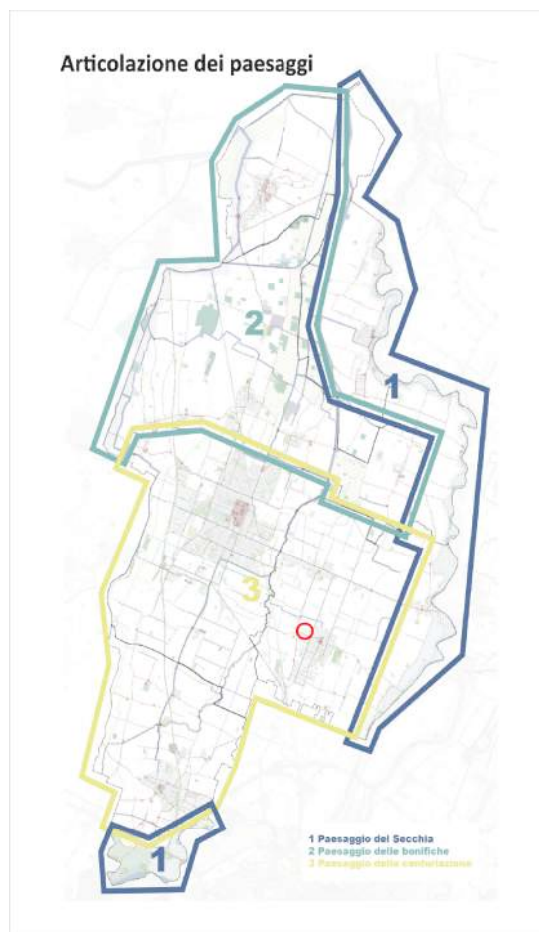 Articolazione dei paesaggi
2
1
3
1
1 Paesaggio del Secchia
2 Paesaggio delle bonifiche
3 Paesaggio della centuriazione